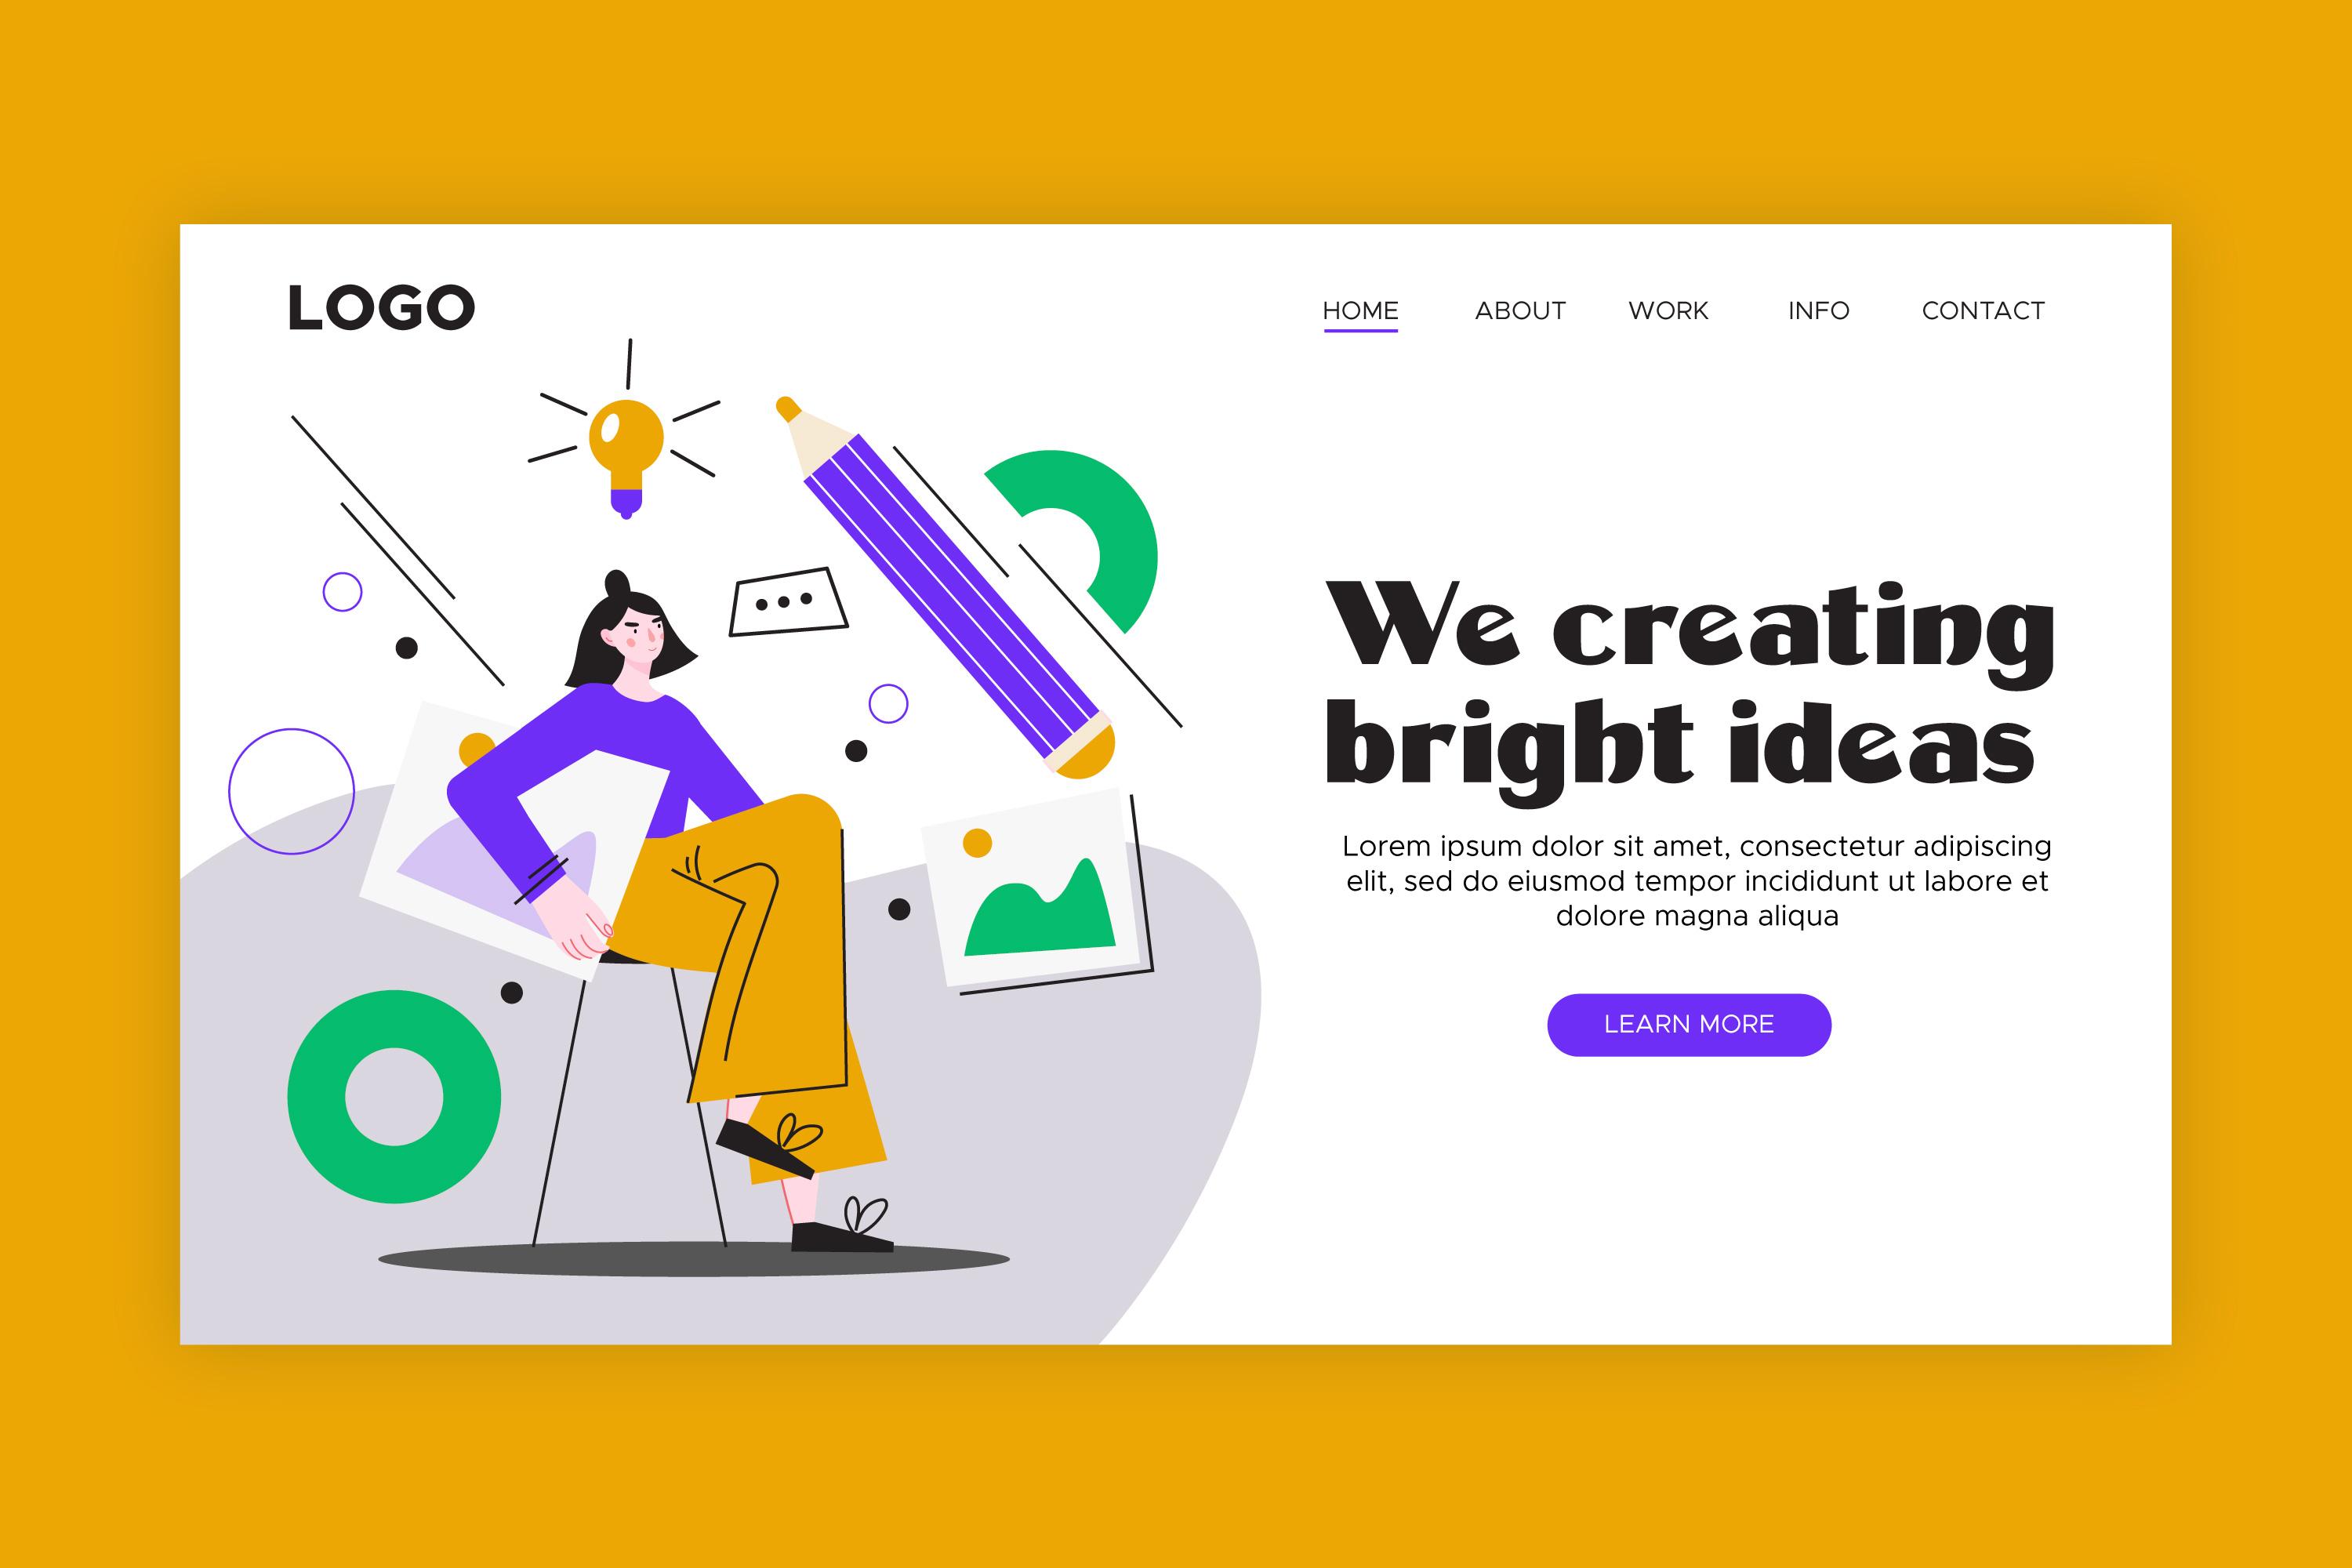 LOGO
HOME ABOUT WORK INFO CONTACT
We creating
bright ideas
Lorem ipsum dolor sit amet, consectetur adipiscing
elit, sed do eiusmod tempor incididunt ut labore et
dolore magna aliqua
LEARN MORE